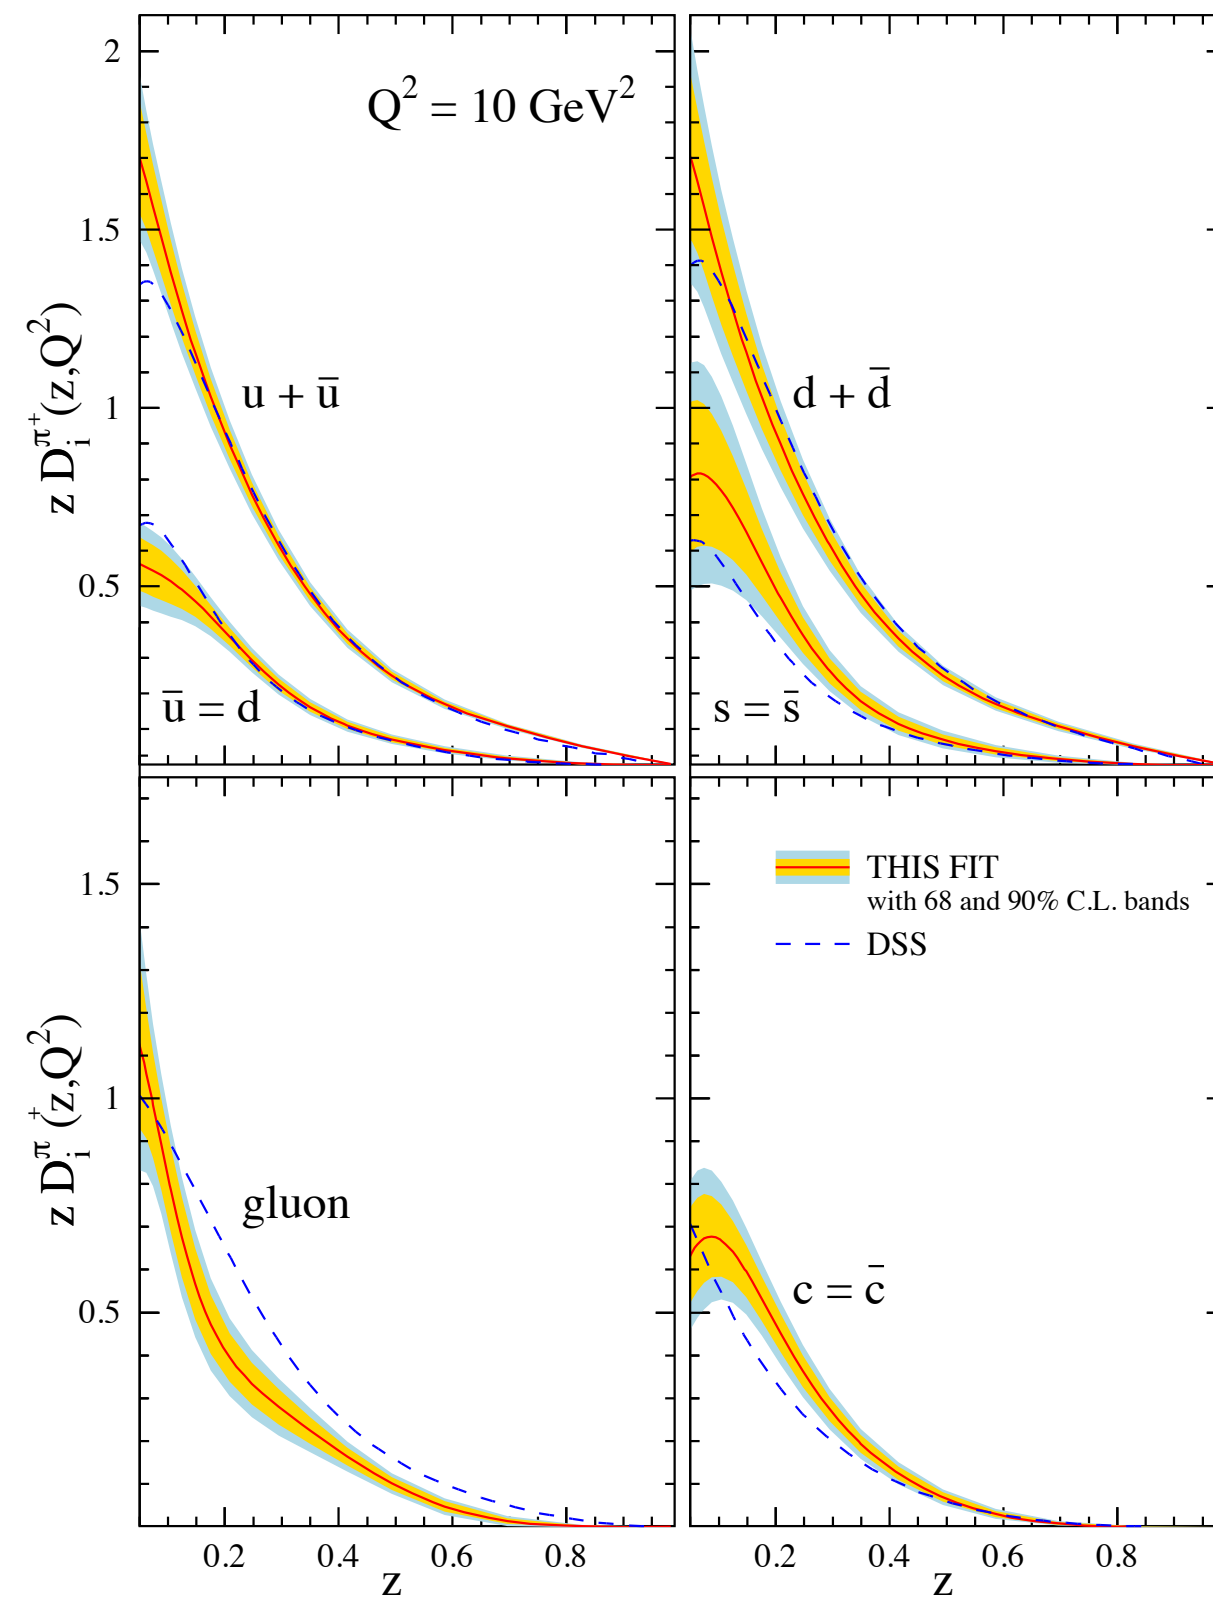 2
Q² = 10 GeV²
1.5
z D_i^{π⁺}(z,Q²)
u + ū
d + d̄
1
0.5
ū = d
s = s̄
THIS FIT
1.5
with 68 and 90% C.L. bands
DSS
z D_i^{π⁺}(z,Q²)
1
gluon
c = c̄
0.5
0.2 0.4 0.6 0.8 0.2 0.4 0.6 0.8
z z